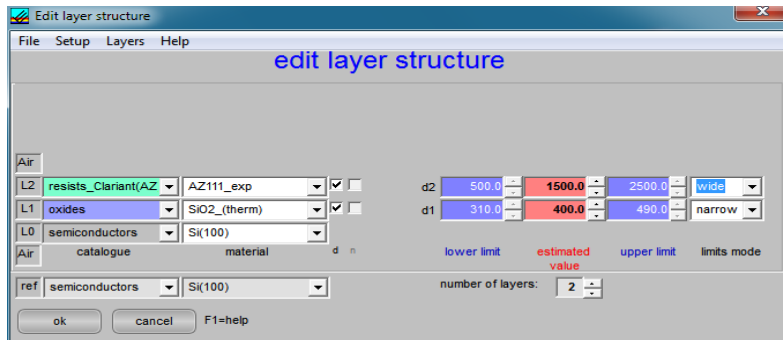 Edit layer structure
File Setup Layers Help
edit layer structure
Air
L2 resists_Clariant(AZ AZ111_exp d2 500.0 1500.0 2500.0 wide
L1 oxides SiO2_(therm) d1 310.0 400.0 490.0 narrow
L0 semiconductors Si(100)
Air catalogue material d n lower limit estimated value upper limit limits mode
ref semiconductors Si(100) number of layers: 2
ok cancel F1=help